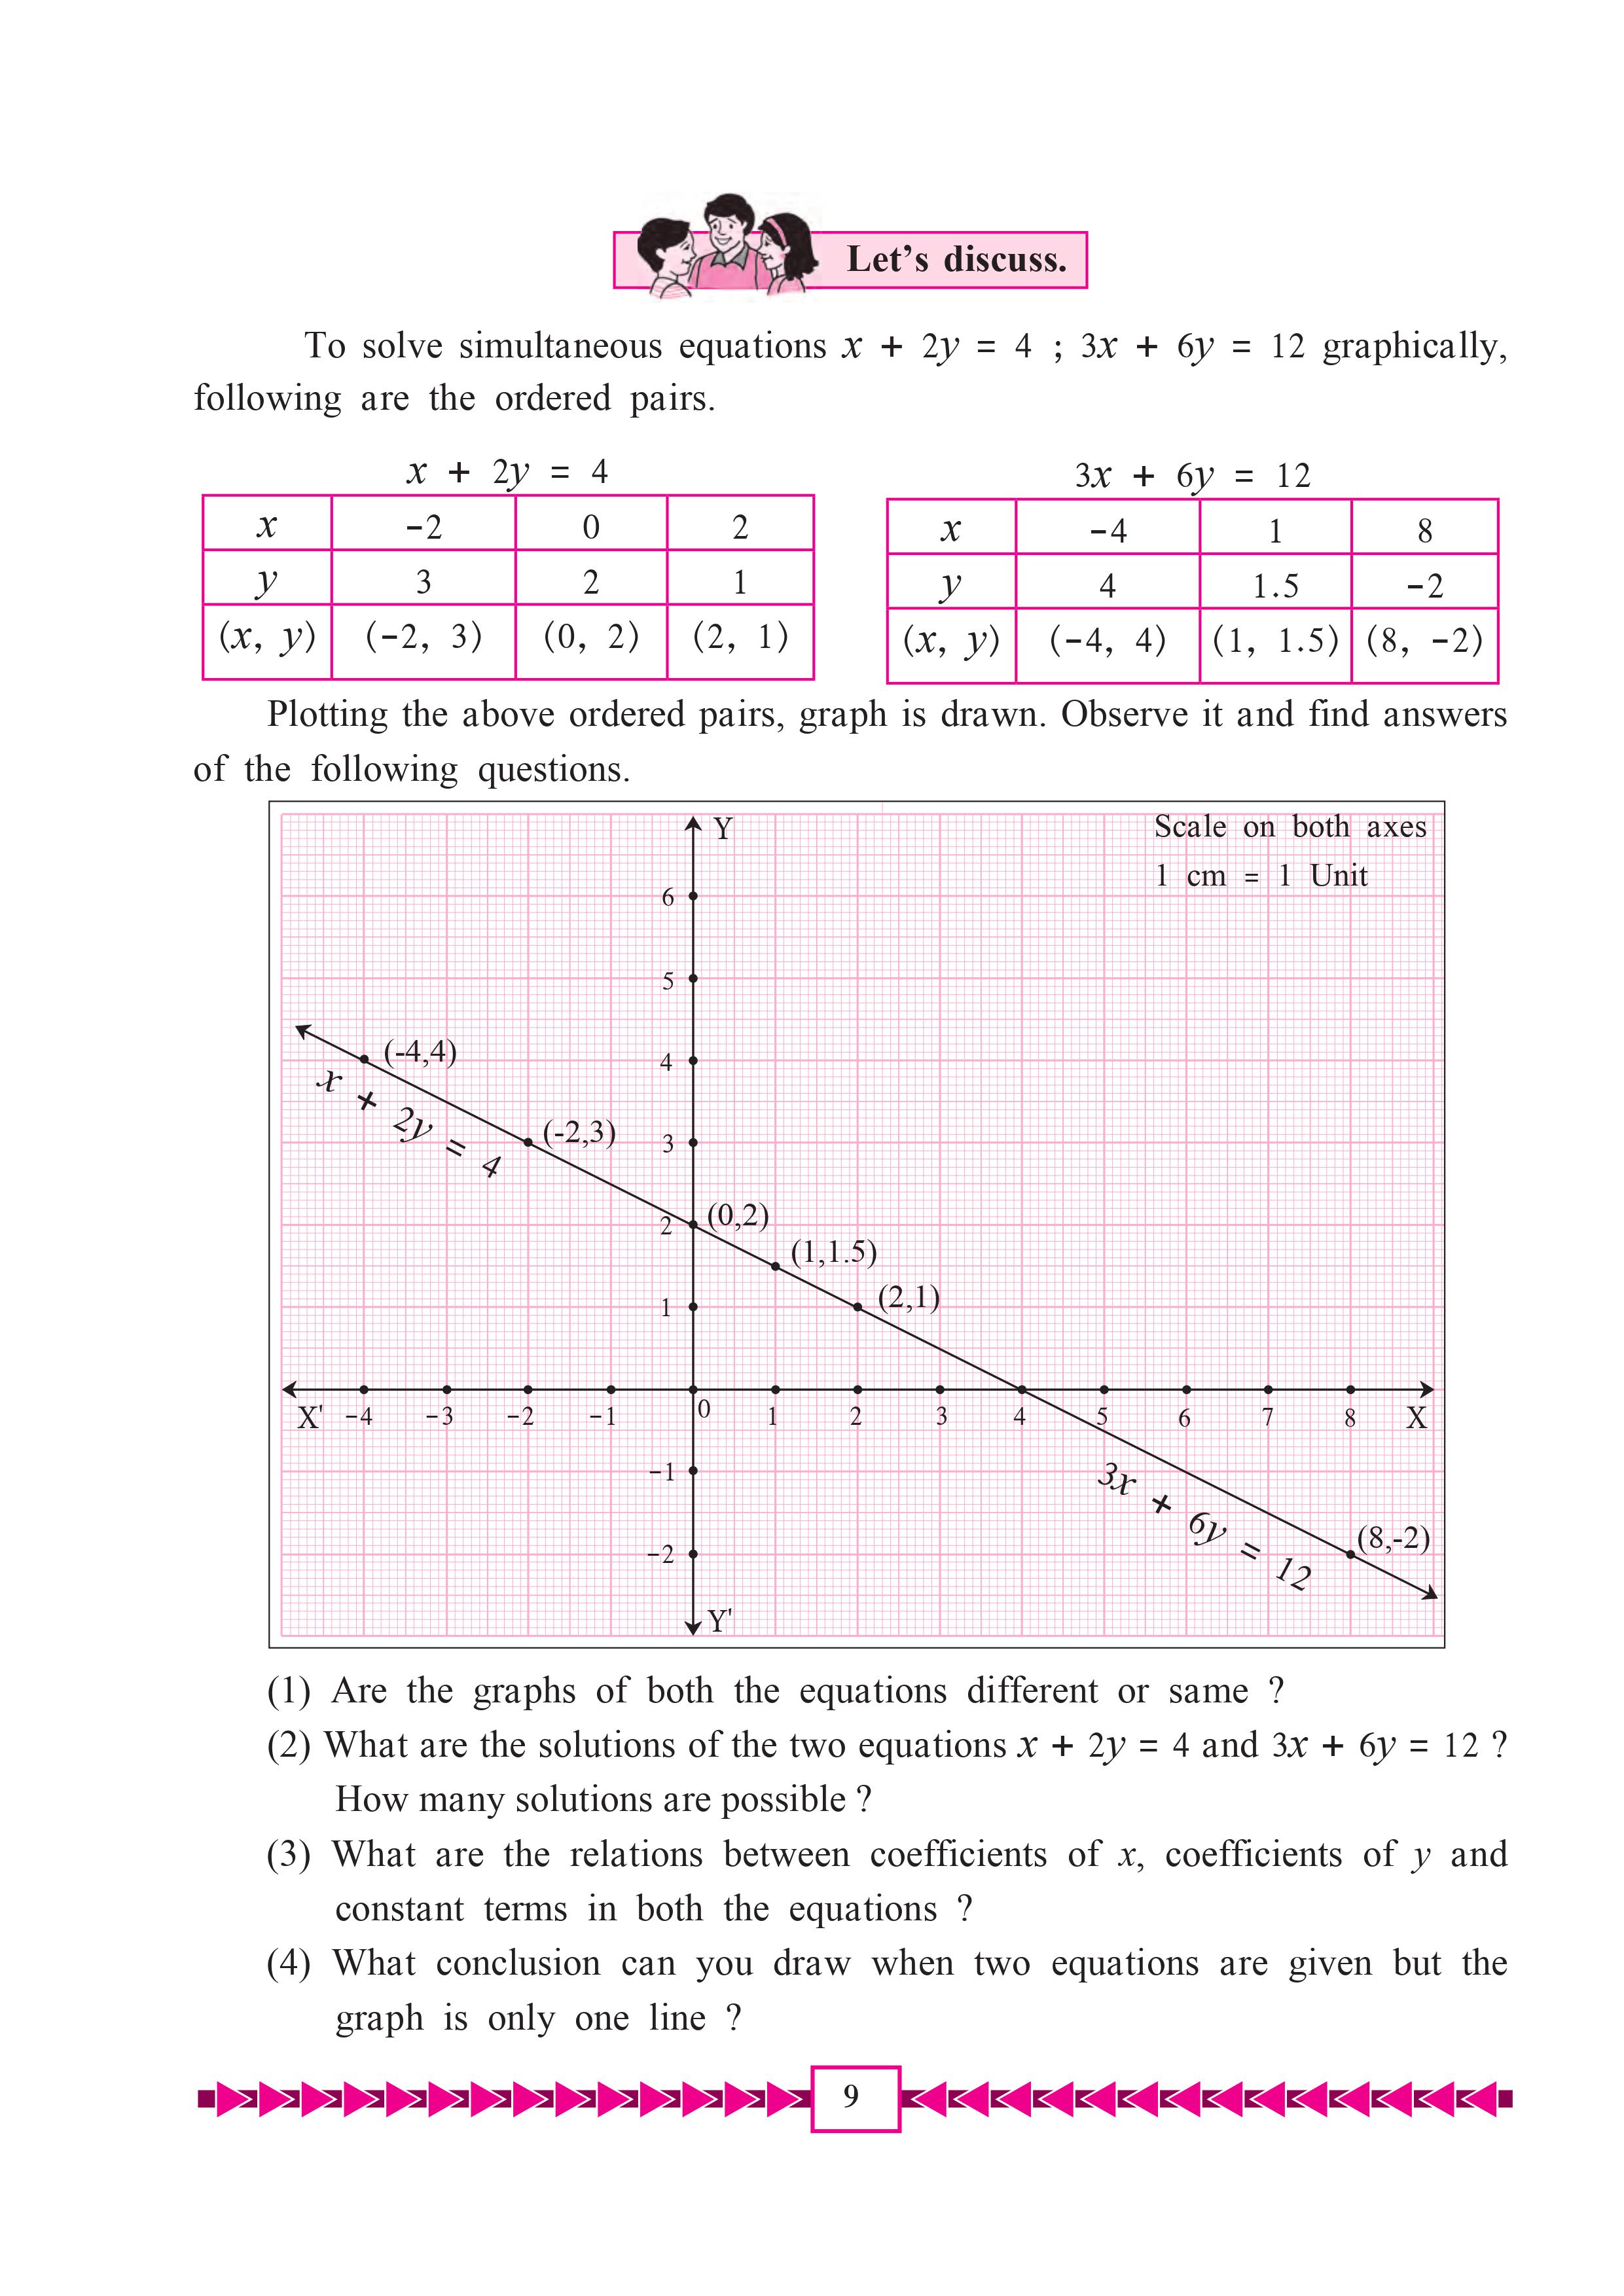 Let’s discuss.
To solve simultaneous equations x + 2y = 4 ; 3x + 6y = 12 graphically,
following are the ordered pairs.
x + 2y = 4
x -2 0 2
y 3 2 1
(x, y) (-2, 3) (0, 2) (2, 1)
3x + 6y = 12
x -4 1 8
y 4 1.5 -2
(x, y) (-4, 4) (1, 1.5) (8, -2)
Plotting the above ordered pairs, graph is drawn. Observe it and find answers
of the following questions.
Scale on both axes
1 cm = 1 Unit
Y
6
5
(-4,4)
4
x + 2y = 4
(-2,3)
3
(0,2)
2
(1,1.5)
(2,1)
1
X' -4 -3 -2 -1 0 1 2 3 4 5 6 7 8 X
-1
3x + 6y = 12
(8,-2)
-2
Y'
(1) Are the graphs of both the equations different or same ?
(2) What are the solutions of the two equations x + 2y = 4 and 3x + 6y = 12 ?
How many solutions are possible ?
(3) What are the relations between coefficients of x, coefficients of y and
constant terms in both the equations ?
(4) What conclusion can you draw when two equations are given but the
graph is only one line ?
9